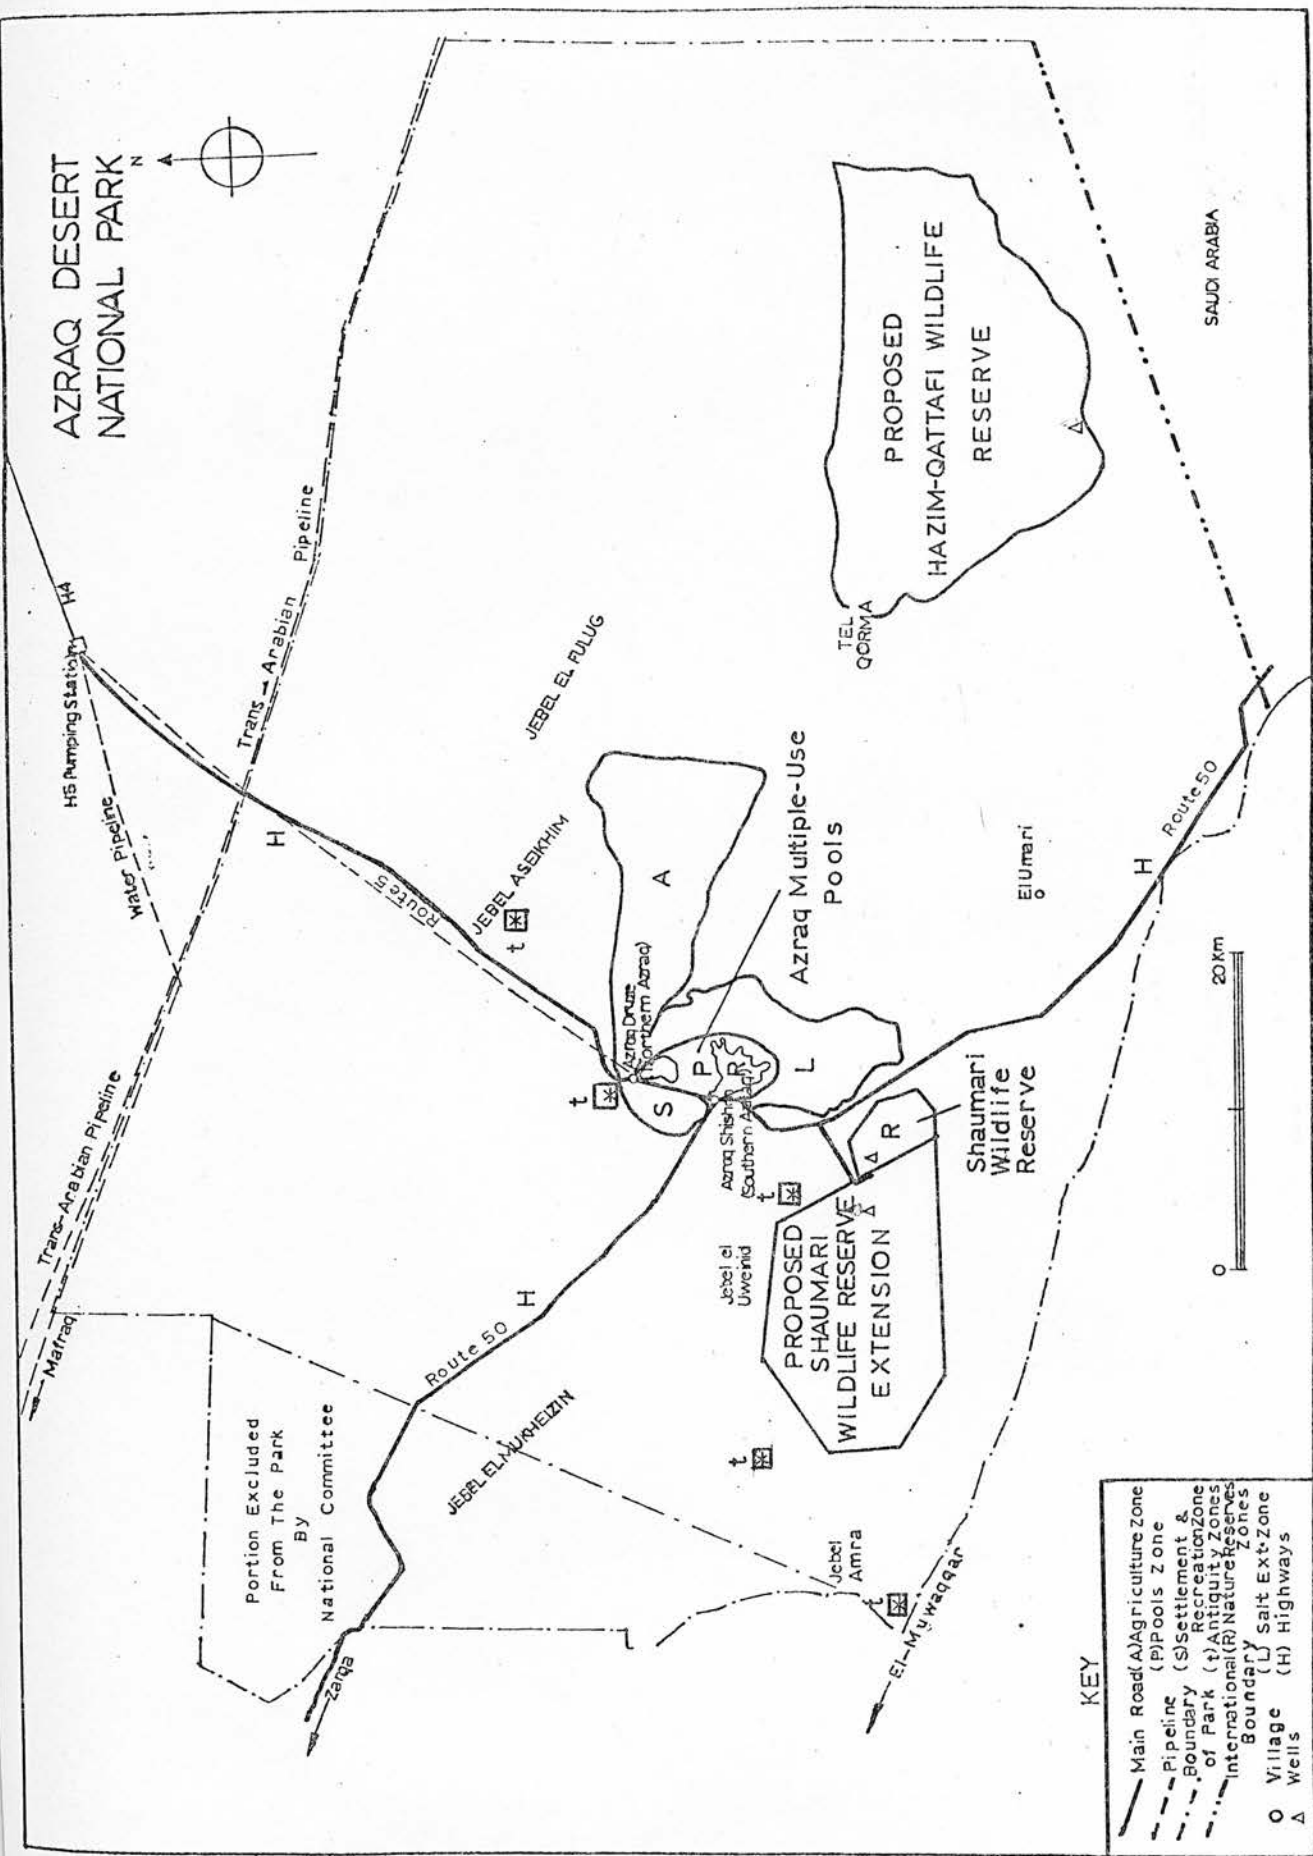 AZRAQ DESERT
NATIONAL PARK
N
H5 Pumping Station
H4
Water Pipeline
Trans-Arabian Pipeline
Trans-Arabian Pipeline
Mafraq
H
Route 5
JEBEL ASEIKHIM
t
JEBEL EL FULUG
Portion Excluded
From The Park
By
National Committee
Zarqa
Route 50
H
JEBEL EL MUKHEIZIN
t
Azraq Druze
(Northern Azraq)
A
S
P
R
L
Azraq Shishan
(Southern Azraq)
Azraq Multiple-Use
Pools
t
Jebel el
Uweinid
PROPOSED
SHAUMARI
WILDLIFE RESERVE
EXTENSION
R
Shaumari
Wildlife
Reserve
t
Jebel
Amra
t
El-Muwaqqar
TEL
QORMA
PROPOSED
HAZIM-QATTAFI WILDLIFE
RESERVE
El Umari
H
Route 50
SAUDI ARABIA
0
20 Km
KEY
Main Road (A) Agriculture Zone
Pipeline (P) Pools Zone
Boundary (S) Settlement &
of Park Recreation Zone
(t) Antiquity Zones
International (R) Nature Reserves
Boundary Zones
(L) Salt Ext. Zone
Village (H) Highways
Wells